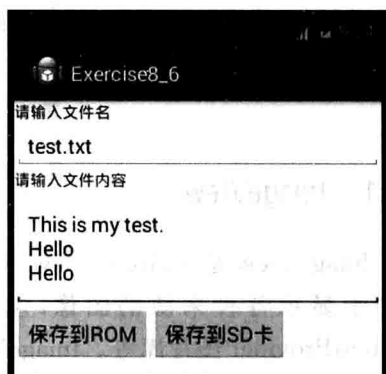 Exercise8_6
请输入文件名
test.txt
请输入文件内容
This is my test.
Hello
Hello
保存到ROM
保存到SD卡